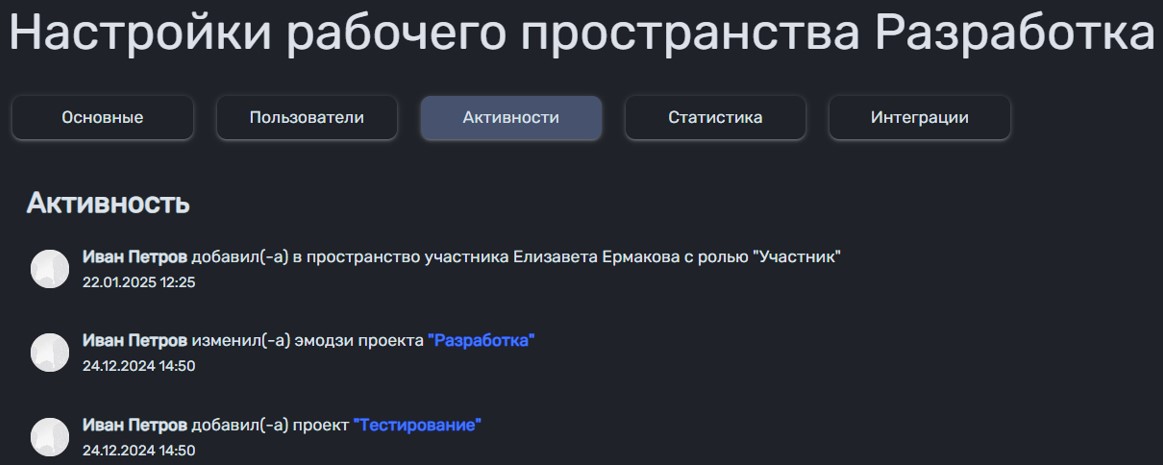 Настройки рабочего пространства Разработка
Основные Пользователи Активности Статистика Интеграции
Активность
Иван Петров добавил(-а) в пространство участника Елизавета Ермакова с ролью "Участник"
22.01.2025 12:25
Иван Петров изменил(-а) эмодзи проекта "Разработка"
24.12.2024 14:50
Иван Петров добавил(-а) проект "Тестирование"
24.12.2024 14:50